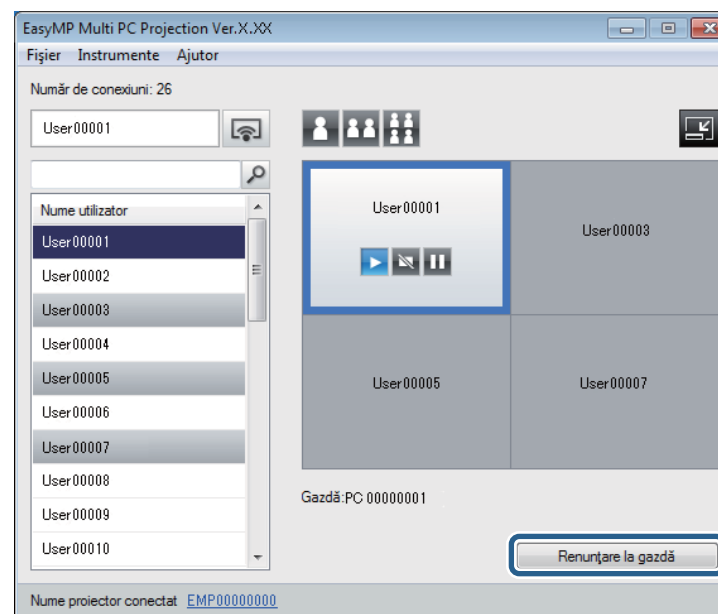 EasyMP Multi PC Projection Ver.X.XX
Fişier Instrumente Ajutor
Număr de conexiuni: 26
User00001
Nume utilizator
User00001
User00002
User00003
User00004
User00005
User00006
User00007
User00008
User00009
User00010
User00001
User00003
User00005
User00007
Gazdă:PC 00000001
Renunţare la gazdă
Nume proiector conectat EMP00000000